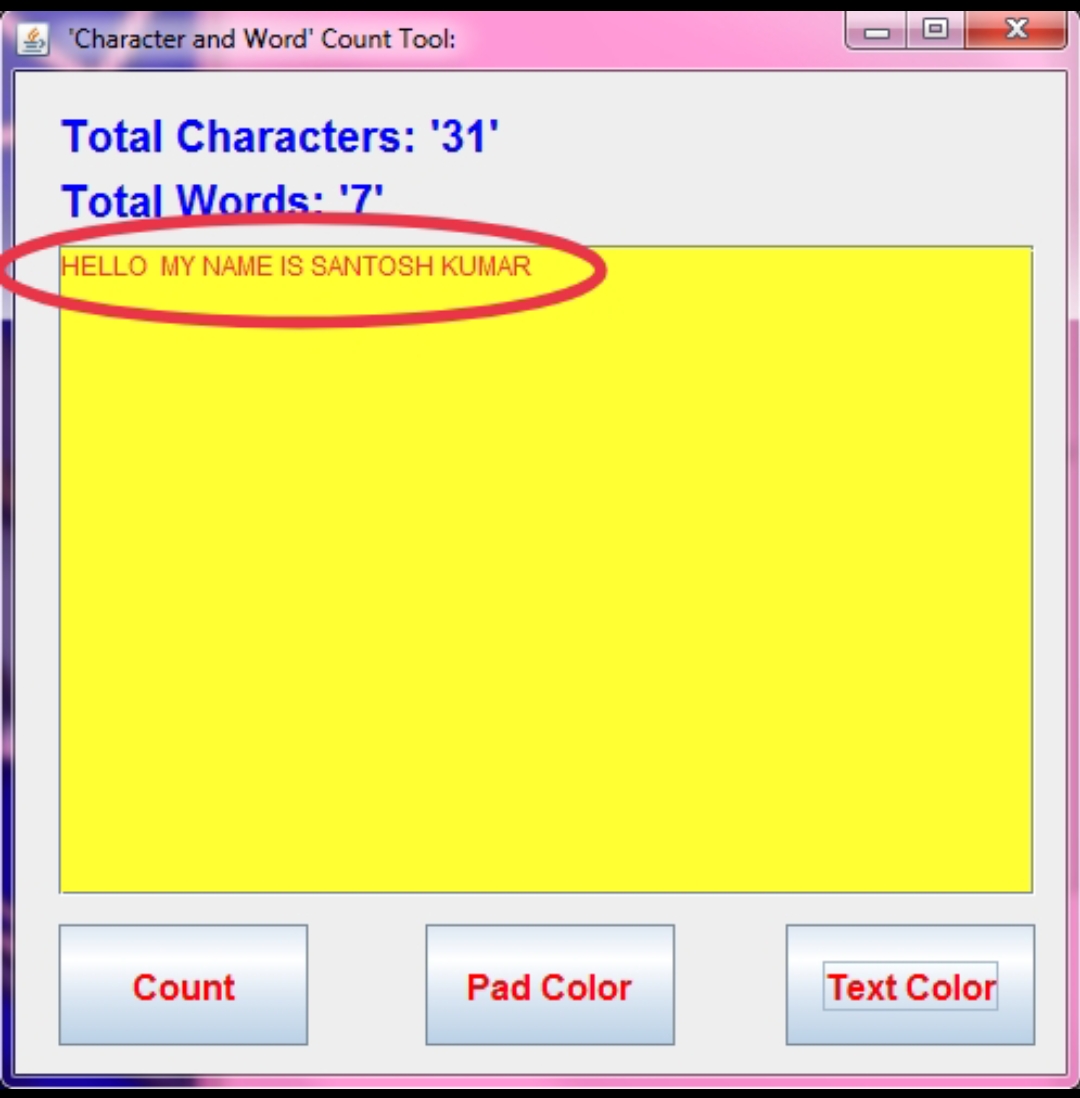 'Character and Word' Count Tool:
Total Characters: '31'
Total Words: '7'
HELLO  MY NAME IS SANTOSH KUMAR
Count
Pad Color
Text Color